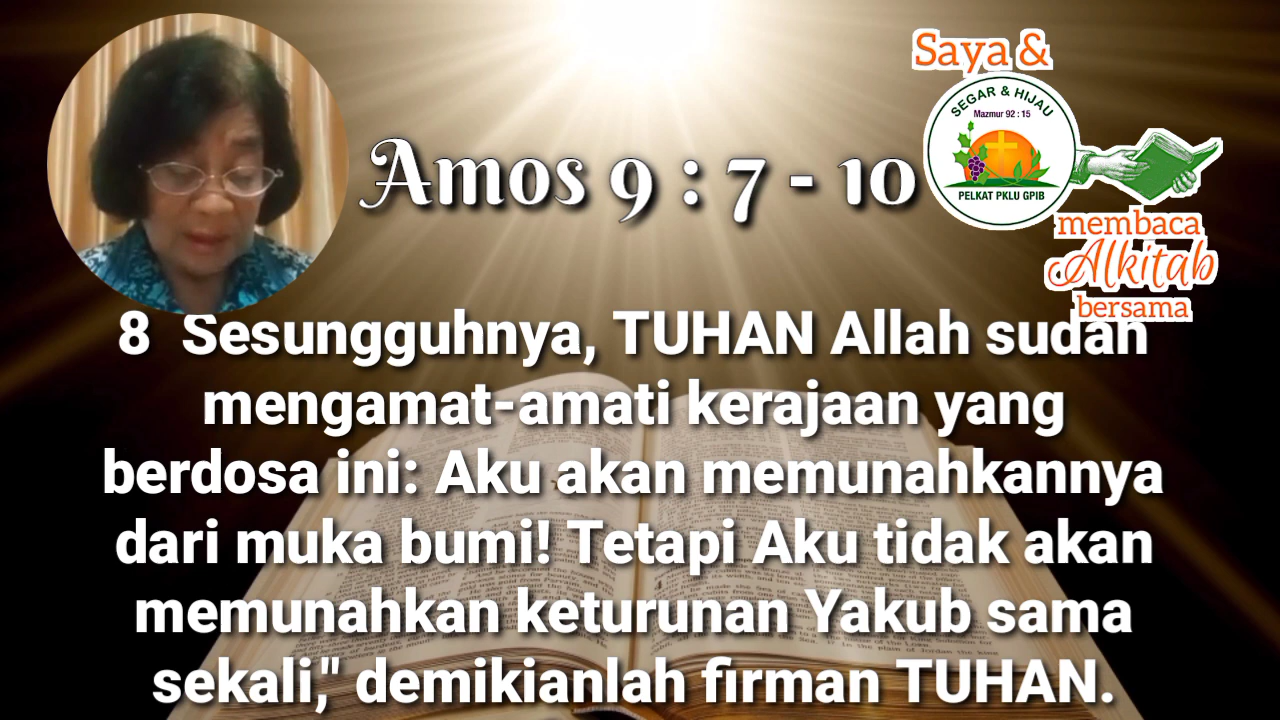 Saya &
SEGAR & HIJAU
Mazmur 92 : 15
PELKAT PKLU GPIB
membaca
Alkitab
bersama
Amos 9 : 7 - 10
8 Sesungguhnya, TUHAN Allah sudah
mengamat-amati kerajaan yang
berdosa ini: Aku akan memunahkannya
dari muka bumi! Tetapi Aku tidak akan
memunahkan keturunan Yakub sama
sekali," demikianlah firman TUHAN.